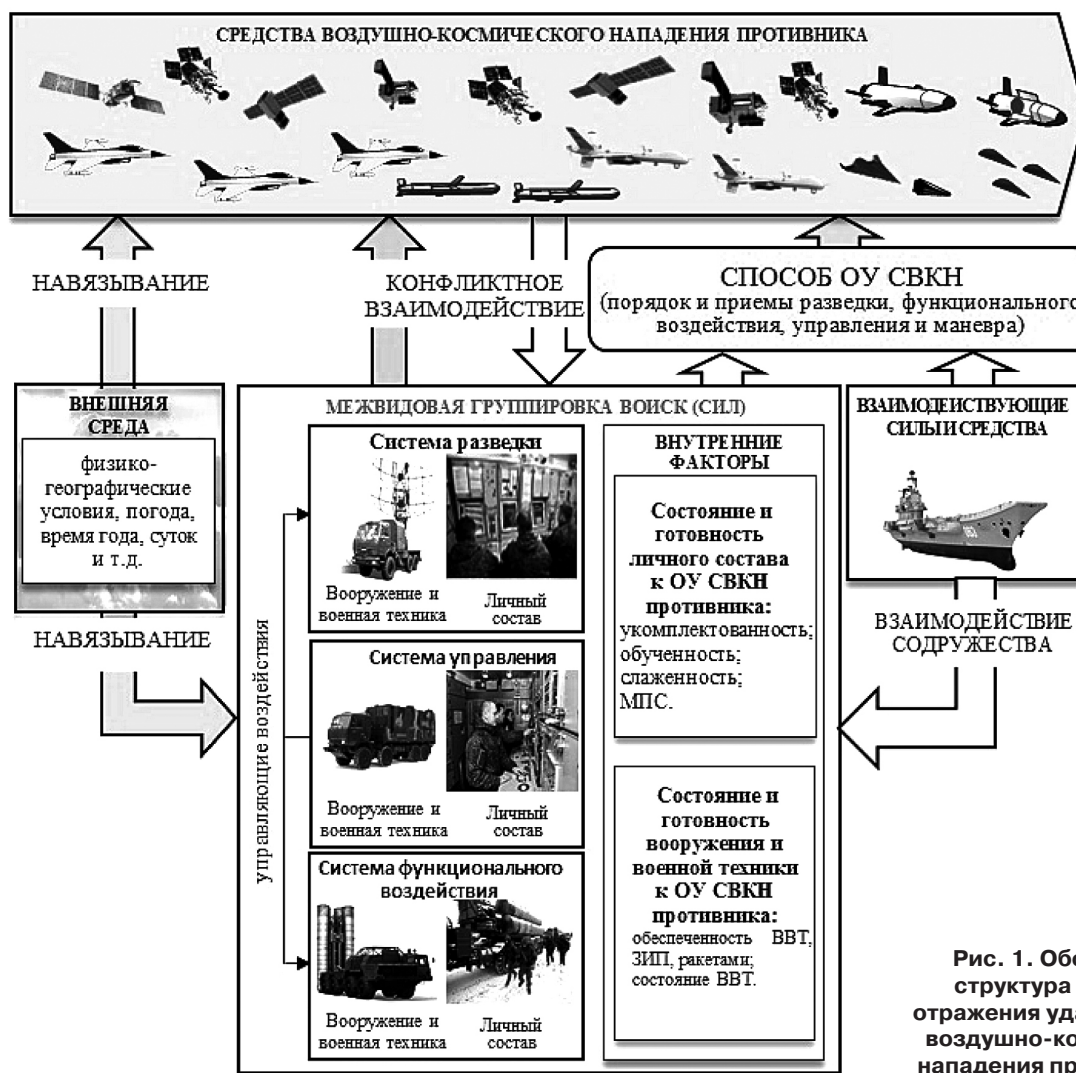 СРЕДСТВА ВОЗДУШНО-КОСМИЧЕСКОГО НАПАДЕНИЯ ПРОТИВНИКА
НАВЯЗЫВАНИЕ
КОНФЛИКТНОЕ
ВЗАИМОДЕЙСТВИЕ
СПОСОБ ОУ СВКН
(порядок и приемы разведки, функционального
воздействия, управления и маневра)
ВНЕШНЯЯ
СРЕДА
физико-
географические
условия, погода,
время года, суток
и т.д.
НАВЯЗЫВАНИЕ
МЕЖВИДОВАЯ ГРУППИРОВКА ВОЙСК (СИЛ)
управляющие воздействия
Система разведки
Вооружение и
военная техника
Личный
состав
Система управления
Вооружение и
военная техника
Личный
состав
Система функционального
воздействия
Вооружение и
военная техника
Личный
состав
ВНУТРЕННИЕ
ФАКТОРЫ
Состояние и
готовность
личного состава
к ОУ СВКН
противника:
укомплектованность;
обученность;
слаженность;
МПС.
Состояние и
готовность
вооружения и
военной техники
к ОУ СВКН
противника:
обеспеченность ВВТ,
ЗИП, ракетами;
состояние ВВТ.
ВЗАИМОДЕЙСТВУЮЩИЕ
СИЛЫ И СРЕДСТВА
ВЗАИМОДЕЙСТВИЕ
СОДРУЖЕСТВА
Рис. 1.
структура
отражения
нападения